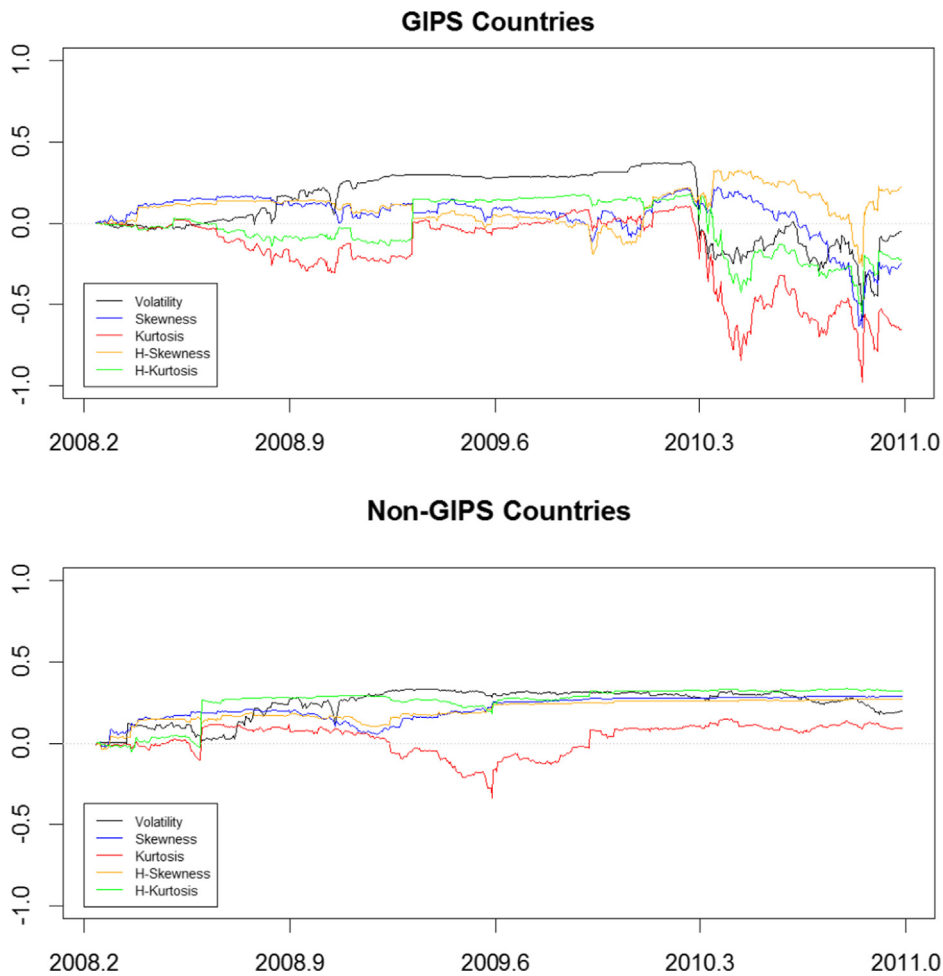 GIPS Countries
1.0
0.5
0.0
-0.5
-1.0
Volatility
Skewness
Kurtosis
H-Skewness
H-Kurtosis
2008.2 2008.9 2009.6 2010.3 2011.0
Non-GIPS Countries
1.0
0.5
0.0
-0.5
-1.0
Volatility
Skewness
Kurtosis
H-Skewness
H-Kurtosis
2008.2 2008.9 2009.6 2010.3 2011.0